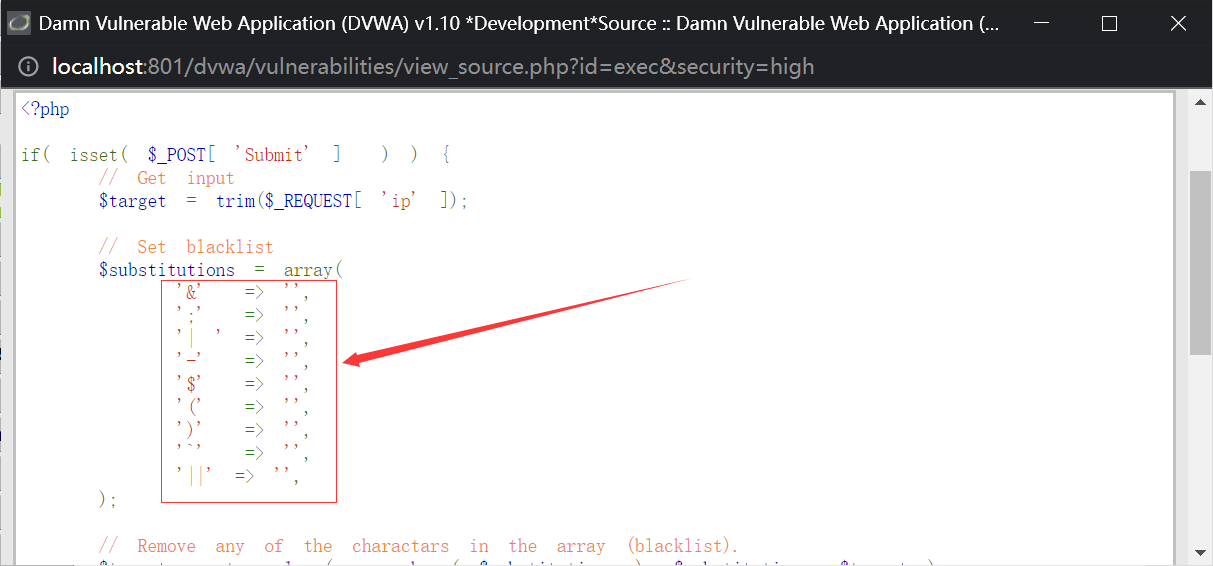 Damn Vulnerable Web Application (DVWA) v1.10 *Development*Source :: Damn Vulnerable Web Application (...
localhost:801/dvwa/vulnerabilities/view_source.php?id=exec&security=high
<?php
if( isset( $_POST[ 'Submit' ] ) ) {
// Get input
$target = trim($_REQUEST[ 'ip' ]);
// Set blacklist
$substitutions = array(
'&' => '',
';' => '',
'| ' => '',
'-' => '',
'$' => '',
'(' => '',
')' => '',
'`' => '',
'||' => '',
);
// Remove any of the charactars in the array (blacklist).